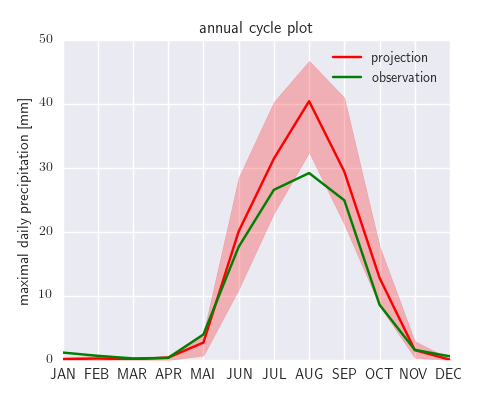 annual cycle plot
projection
observation
maximal daily precipitation [mm]
50
40
30
20
10
0
JAN FEB MAR APR MAI JUN JUL AUG SEP OCT NOV DEC